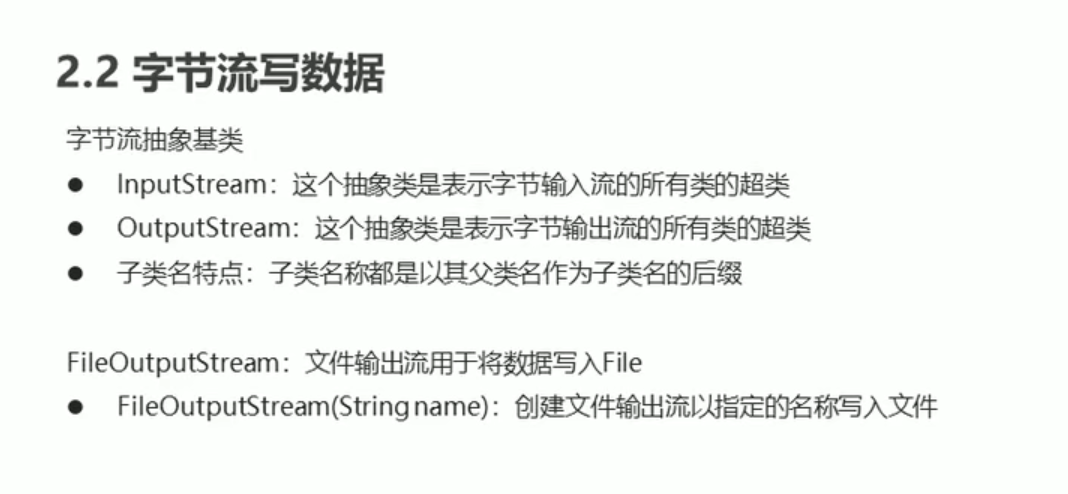 2.2 字节流写数据
字节流抽象基类
● InputStream：这个抽象类是表示字节输入流的所有类的超类
● OutputStream：这个抽象类是表示字节输出流的所有类的超类
● 子类名特点：子类名称都是以其父类名作为子类名的后缀
FileOutputStream：文件输出流用于将数据写入File
● FileOutputStream(String name)：创建文件输出流以指定的名称写入文件